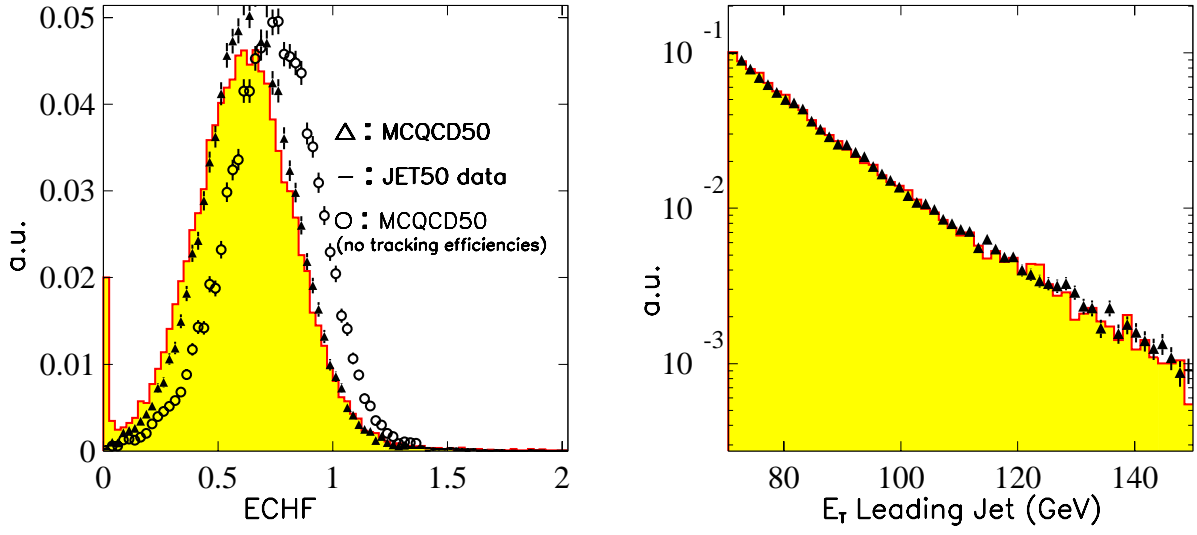 0.05
0.04
0.03
0.02
0.01
0
a.u.
△ : MCQCD50
– : JET50 data
○ : MCQCD50
(no tracking efficiencies)
0 0.5 1 1.5 2
ECHF
10⁻¹
10⁻²
10⁻³
a.u.
80 100 120 140
E_T Leading Jet (GeV)